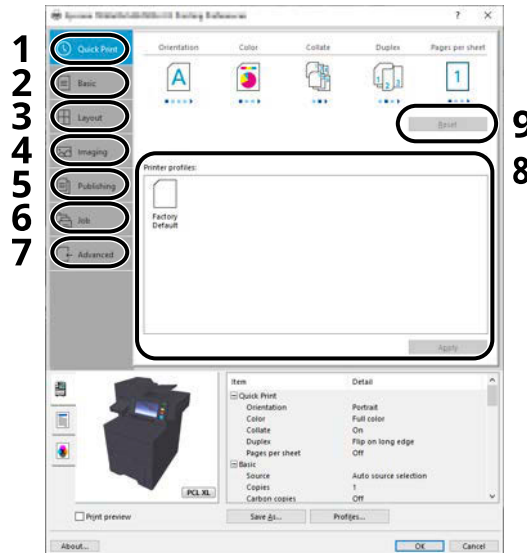 ? ×
1 Quick Print
2 Basic
3 Layout
4 Imaging
5 Publishing
6 Job
7 Advanced
Orientation Color Collate Duplex Pages per sheet
A 1 2 3 1
Reset 9
8
Printer profiles:
Factory
Default
Apply
Item Detail
Quick Print
Orientation Portrait
Color Full color
Collate On
Duplex Flip on long edge
Pages per sheet Off
Basic
Source Auto source selection
Copies 1
Carbon copies Off
PCL XL
Print preview Save As... Profiles...
About... OK Cancel